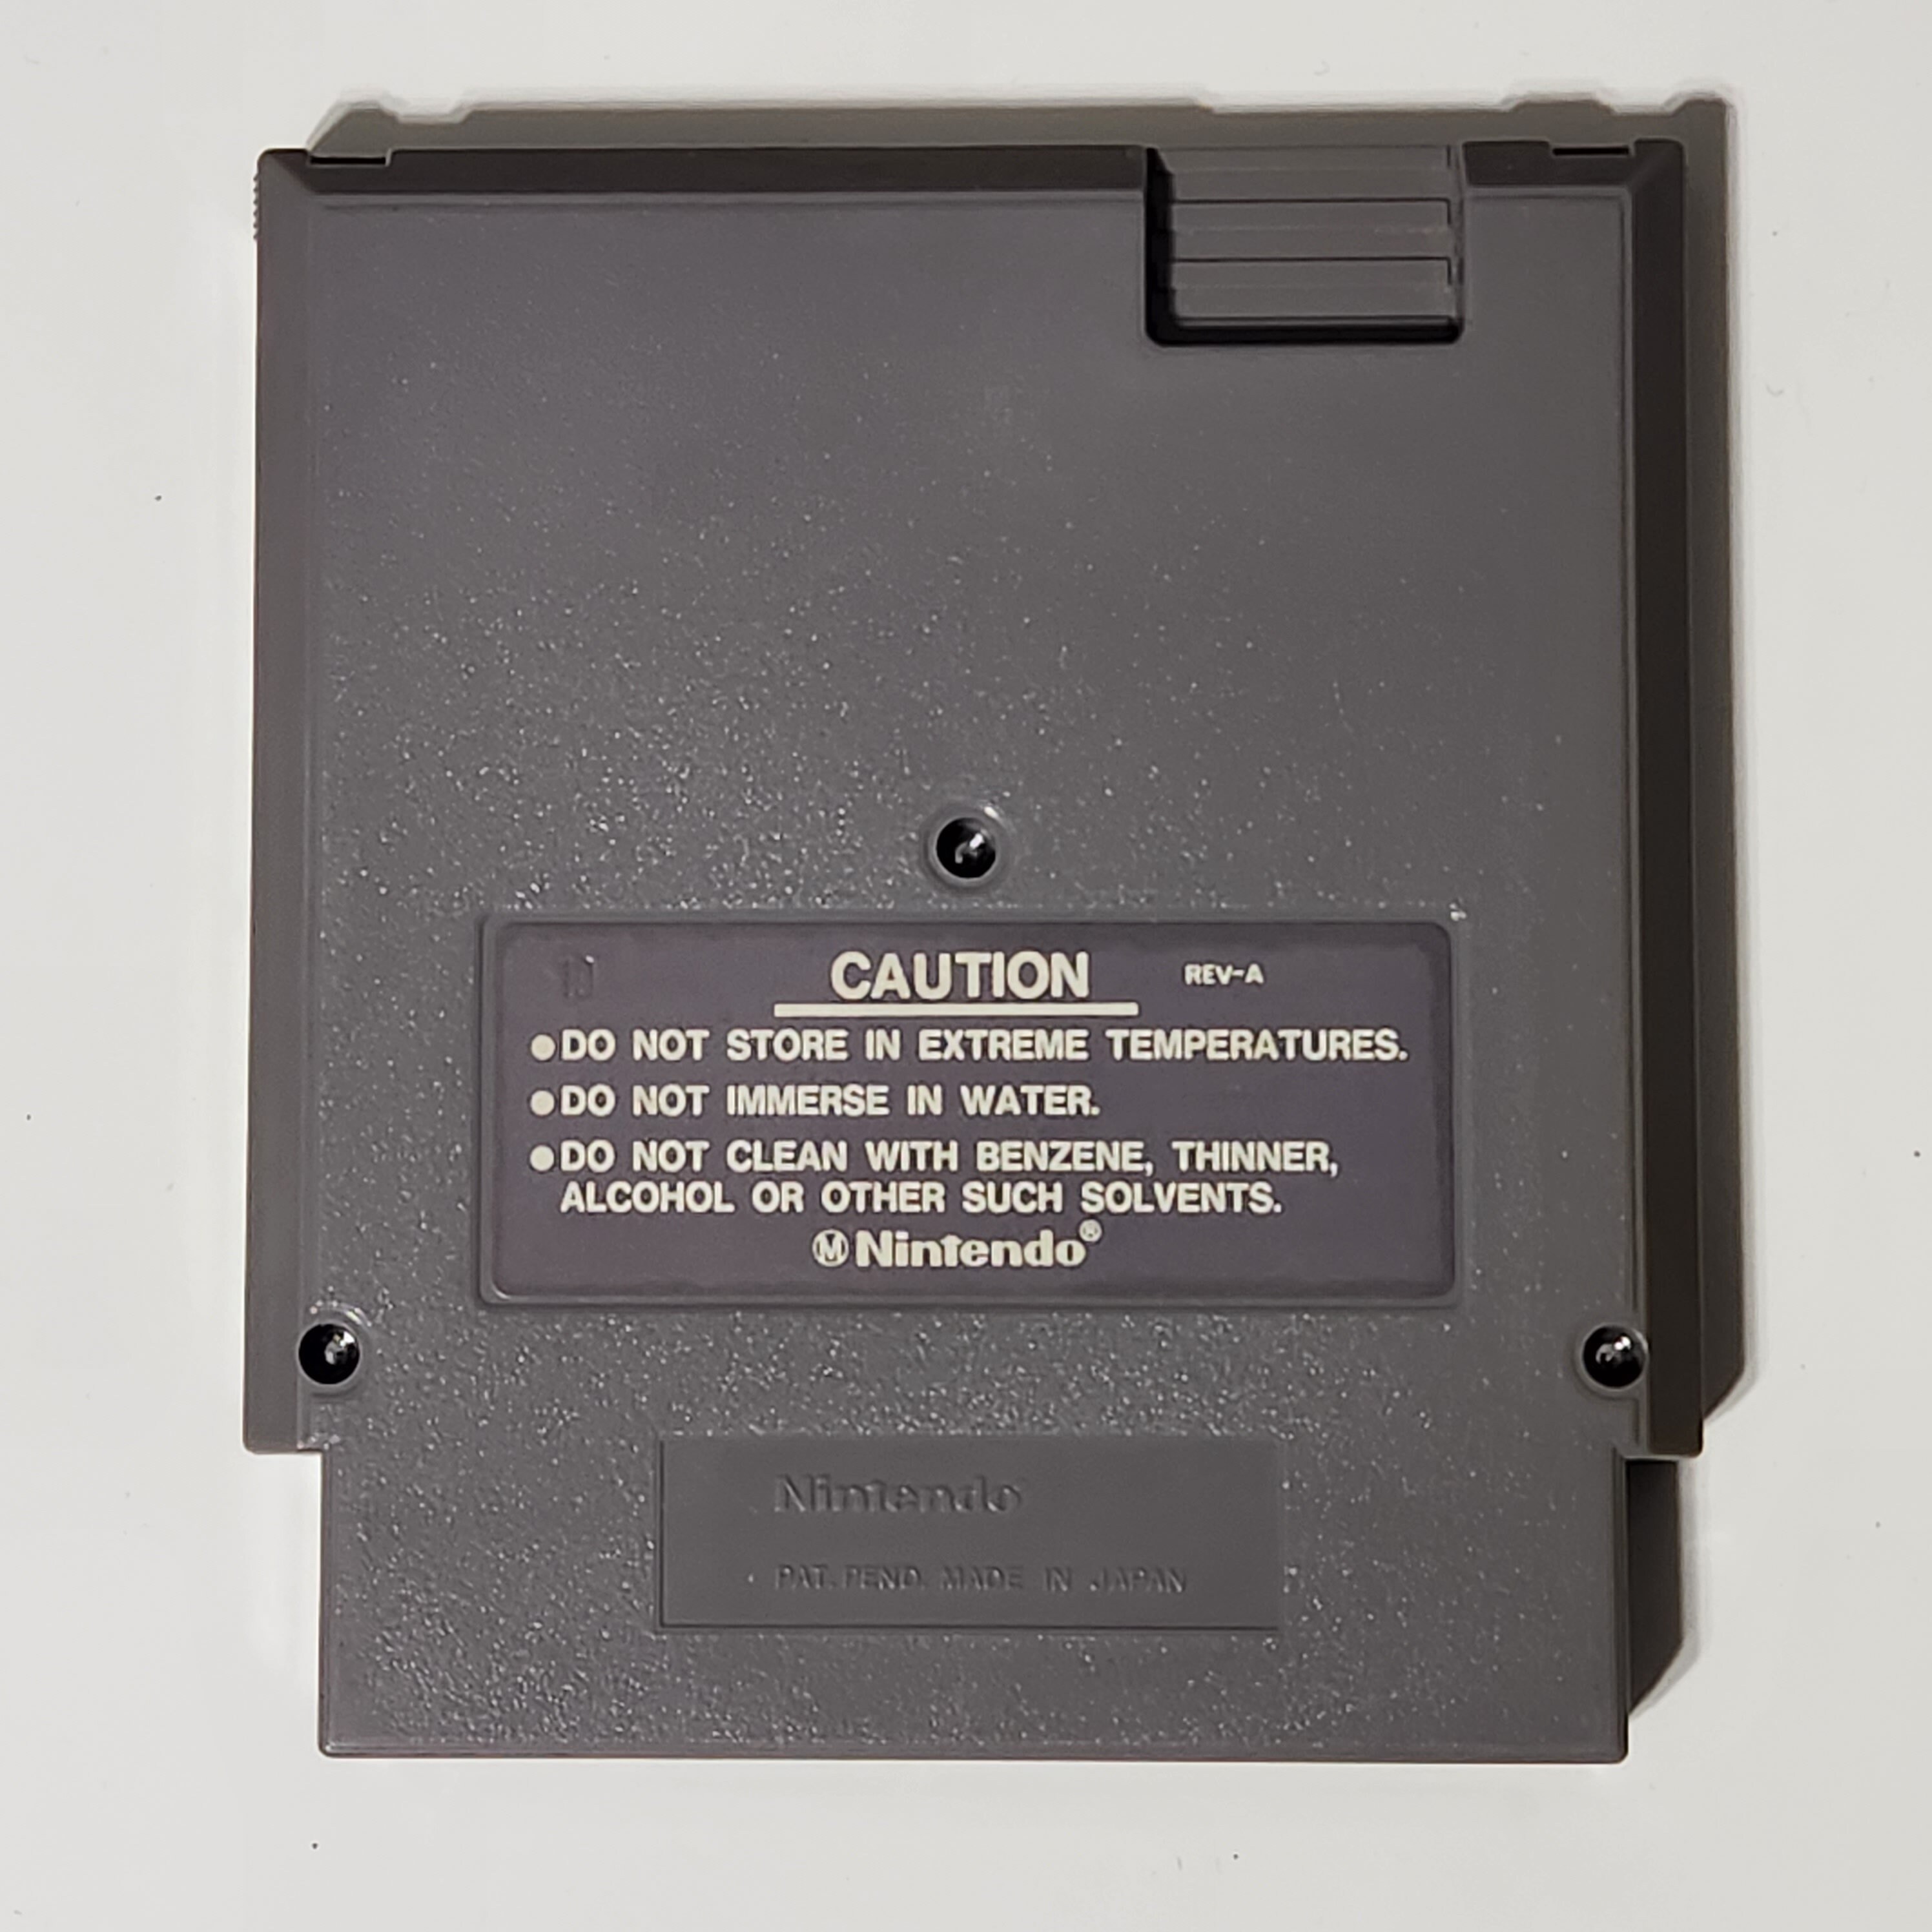 CAUTION REV-A
●DO NOT STORE IN EXTREME TEMPERATURES.
●DO NOT IMMERSE IN WATER.
●DO NOT CLEAN WITH BENZENE, THINNER,
ALCOHOL OR OTHER SUCH SOLVENTS.
ⓂNintendo®
Nintendo
PAT. PEND. MADE IN JAPAN